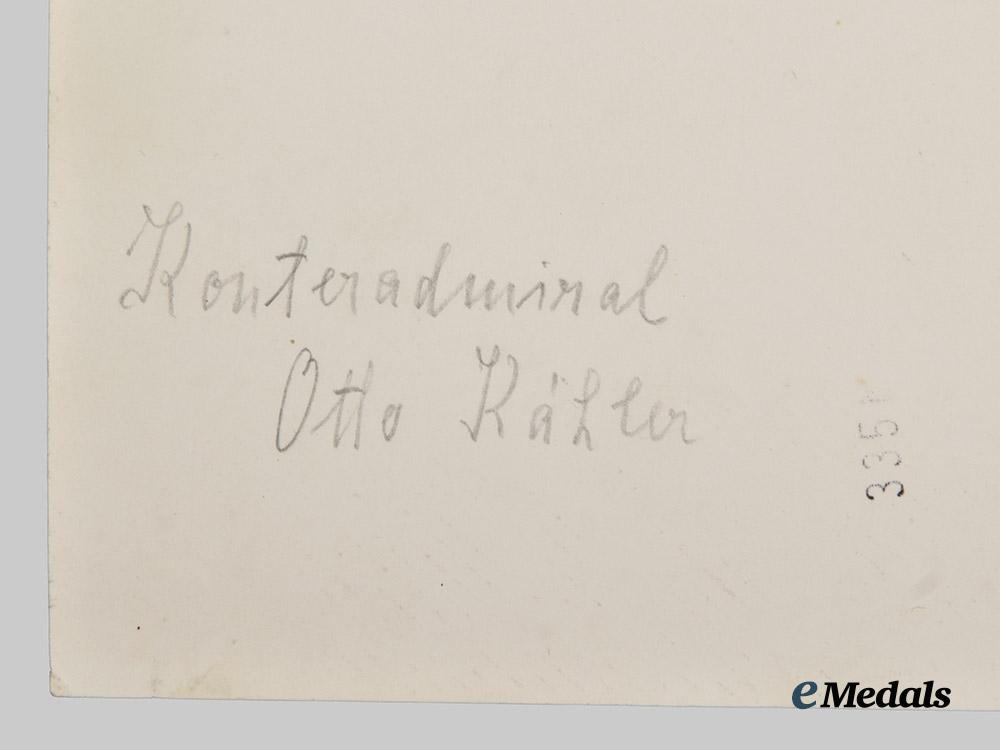 Konteradmiral
Otto Kähler
335
eMedals